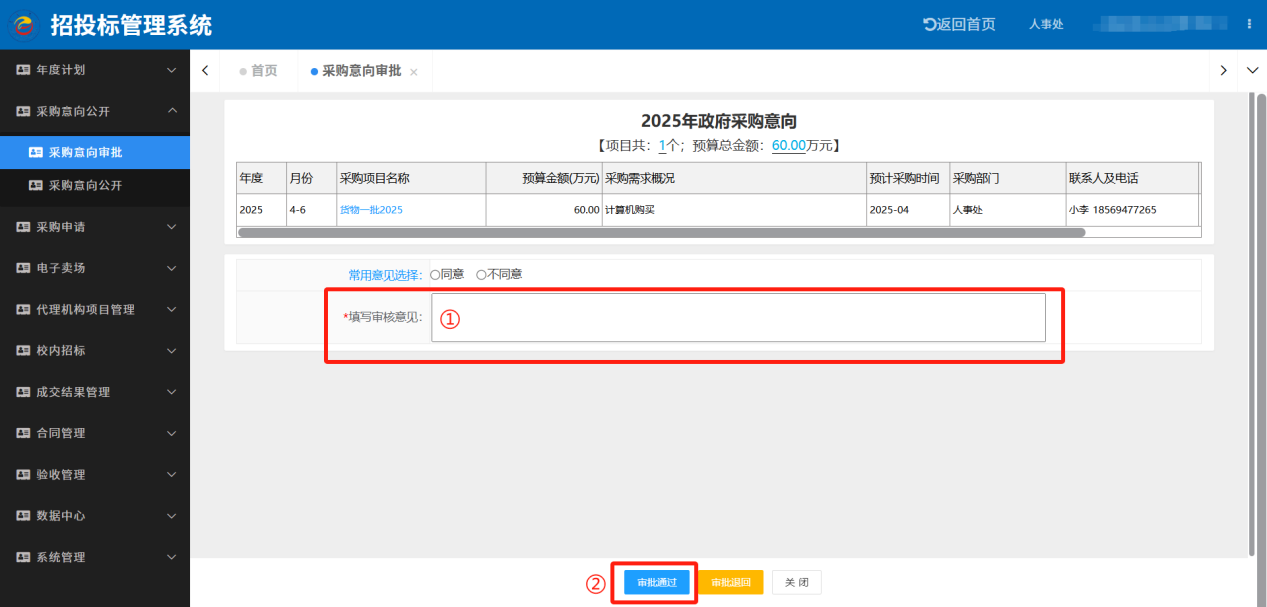 招投标管理系统
返回首页 人事处
年度计划
采购意向公开
采购意向审批
采购意向公开
采购申请
电子卖场
代理机构项目管理
校内招标
成交结果管理
合同管理
验收管理
数据中心
系统管理
首页 采购意向审批
2025年政府采购意向
【项目共：1个；预算总金额：60.00万元】
年度 月份 采购项目名称 预算金额(万元) 采购需求概况 预计采购时间 采购部门 联系人及电话
2025 4-6 货物一批2025 60.00 计算机购买 2025-04 人事处 小李 18569477265
常用意见选择： 同意 不同意
*填写审核意见： ①
② 审批通过 审批退回 关 闭